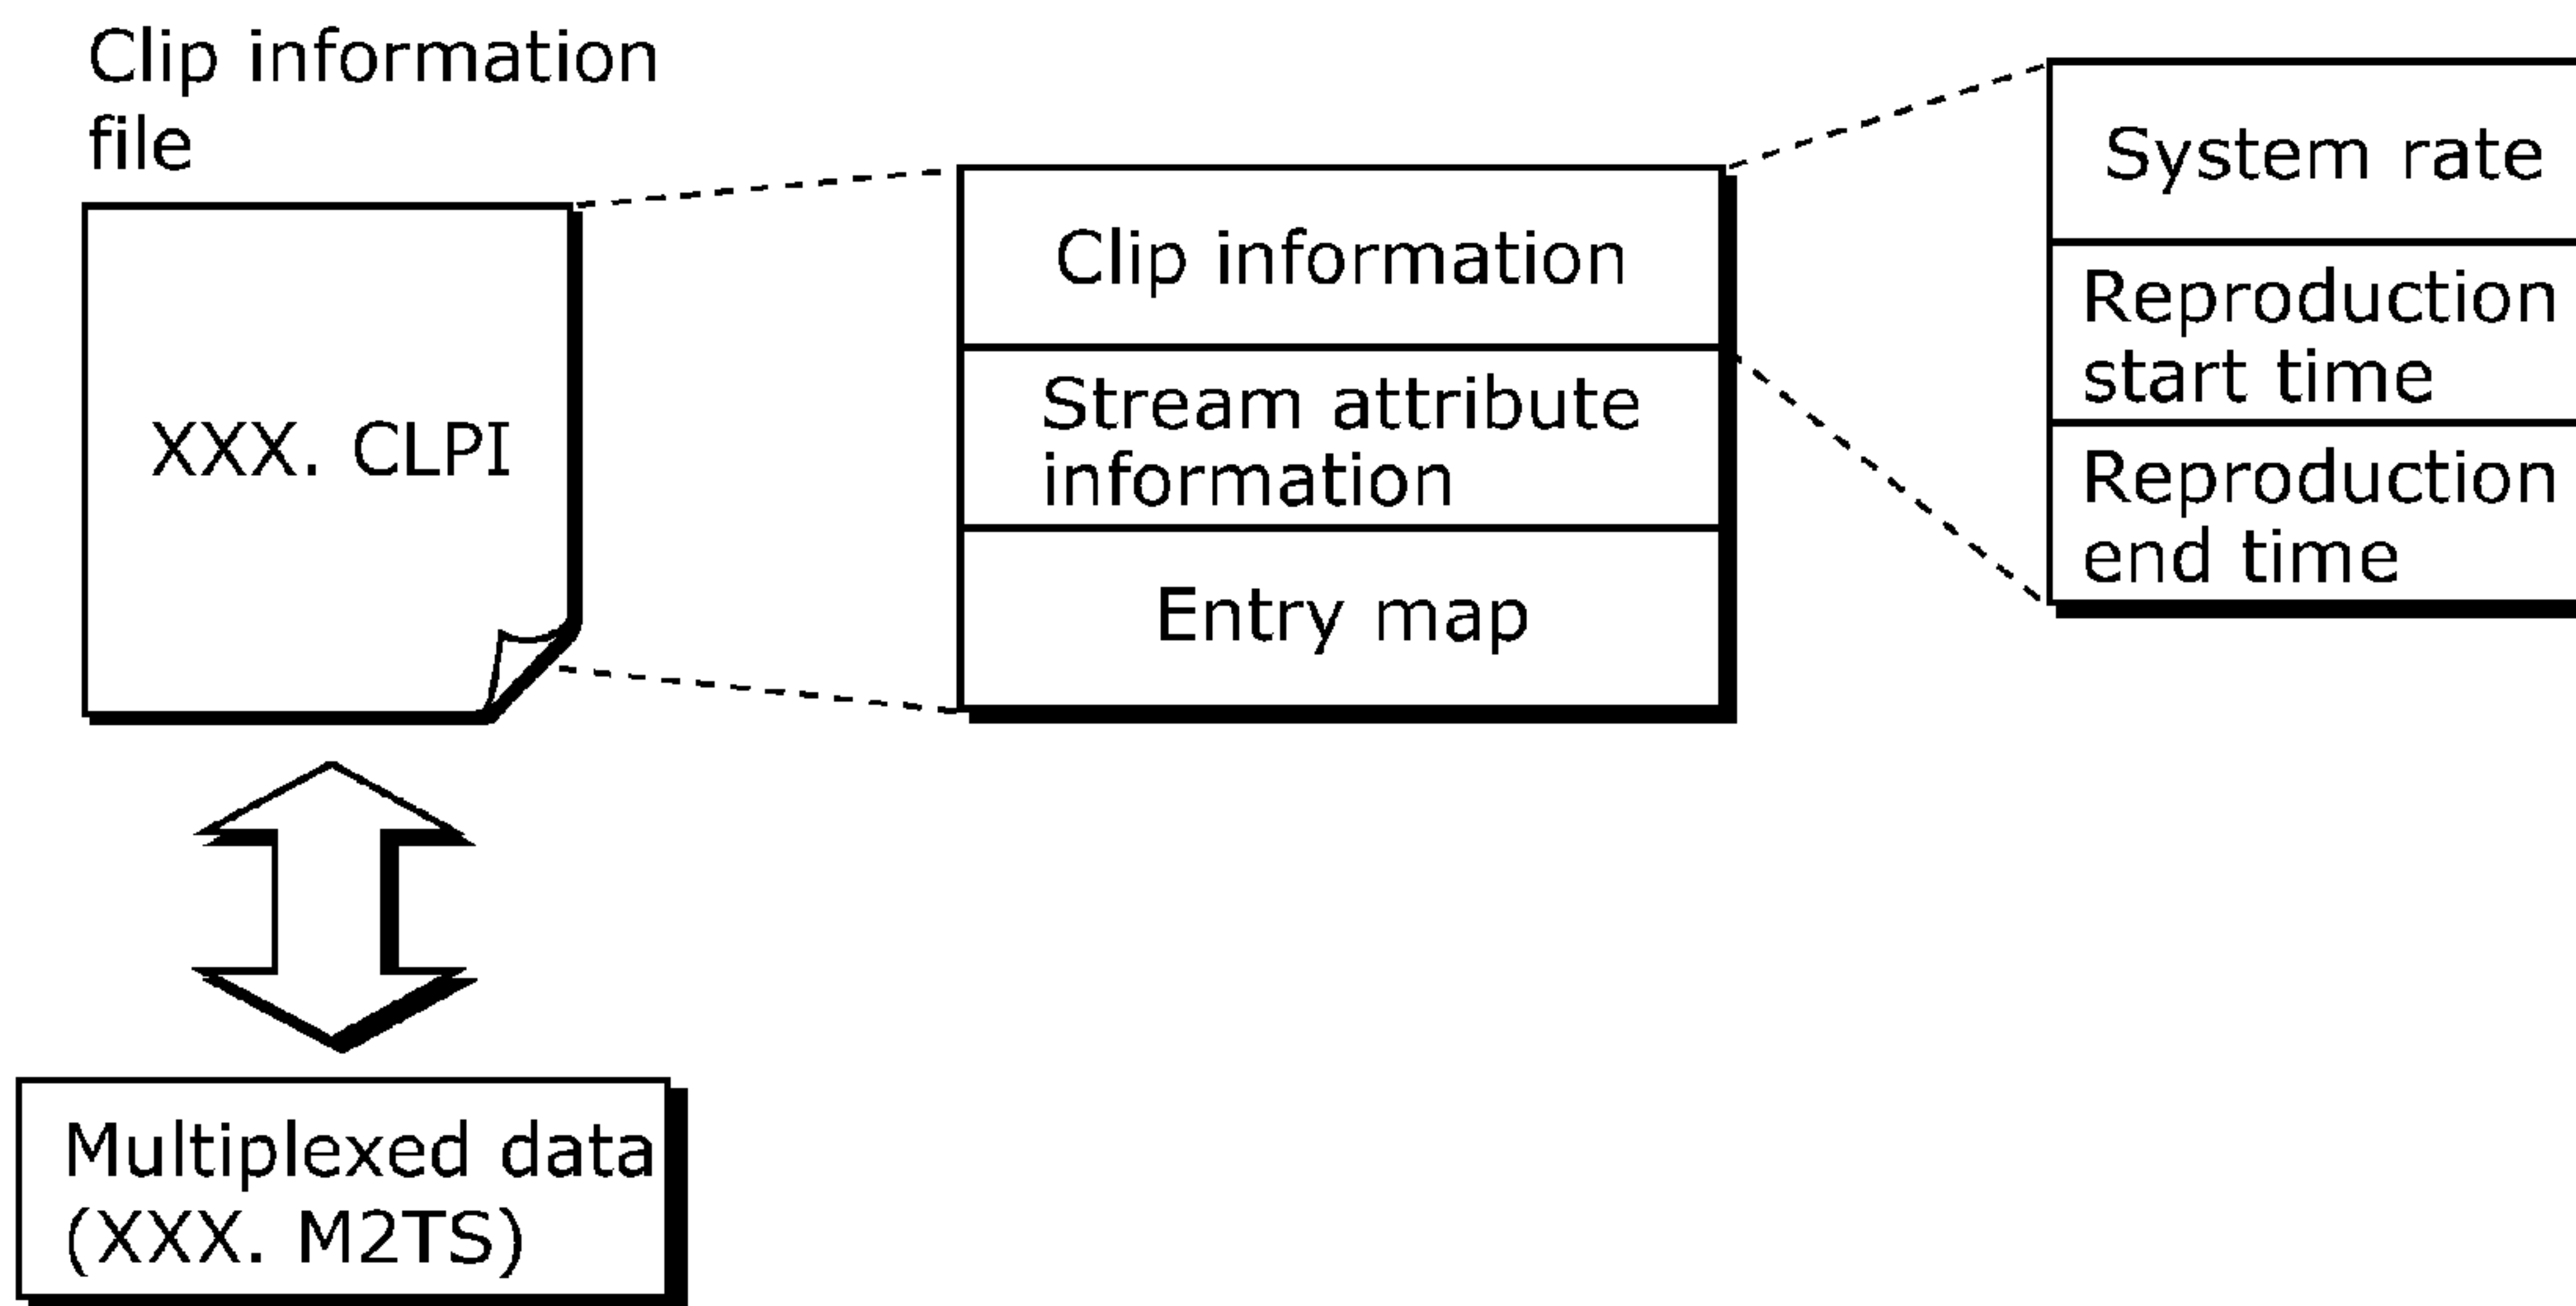 Clip information
file
XXX. CLPI
Multiplexed data
(XXX. M2TS)
Clip information
Stream attribute
information
Entry map
System rate
Reproduction
start time
Reproduction
end time